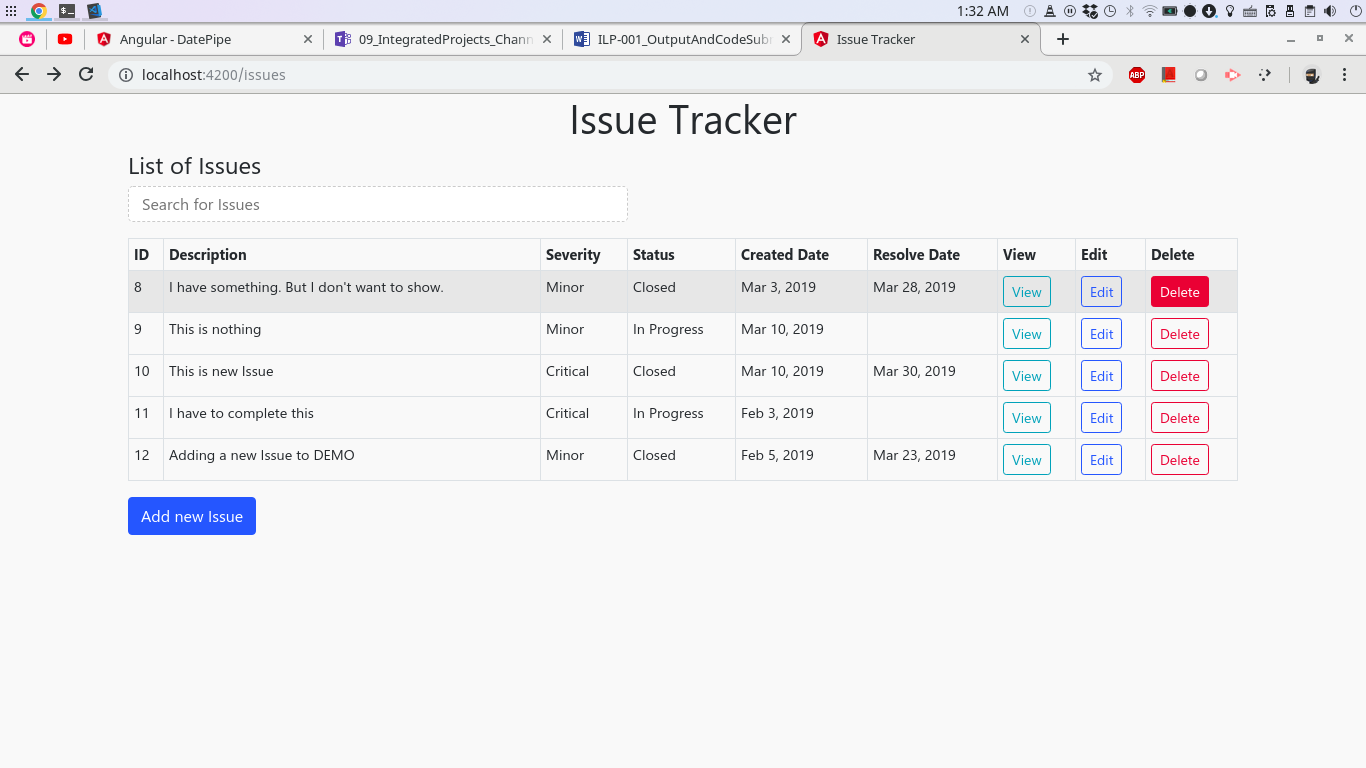 1:32 AM
Angular - DatePipe
09_IntegratedProjects_Chann
ILP-001_OutputAndCodeSubm
Issue Tracker
localhost:4200/issues
ABP
Issue Tracker
List of Issues
Search for Issues
ID Description Severity Status Created Date Resolve Date View Edit Delete
8 I have something. But I don't want to show. Minor Closed Mar 3, 2019 Mar 28, 2019 View Edit Delete
9 This is nothing Minor In Progress Mar 10, 2019 View Edit Delete
10 This is new Issue Critical Closed Mar 10, 2019 Mar 30, 2019 View Edit Delete
11 I have to complete this Critical In Progress Feb 3, 2019 View Edit Delete
12 Adding a new Issue to DEMO Minor Closed Feb 5, 2019 Mar 23, 2019 View Edit Delete
Add new Issue